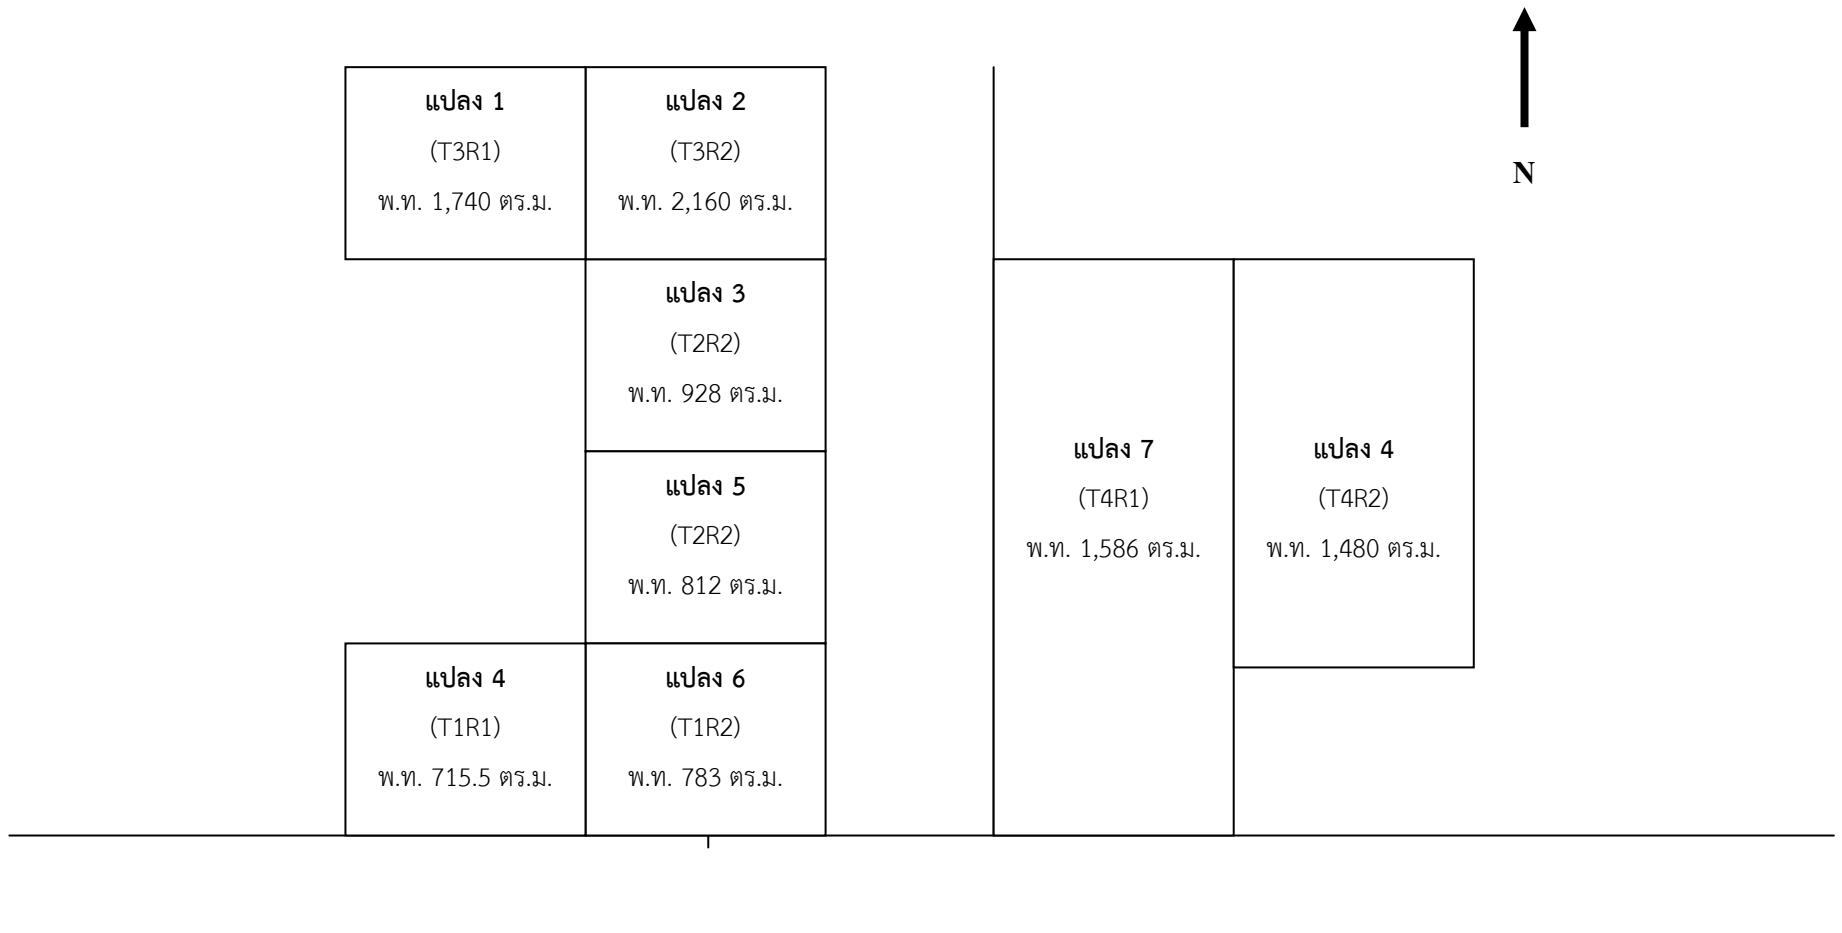 แปลง 1
(T3R1)
พ.ท. 1,740 ตร.ม.
แปลง 2
(T3R2)
พ.ท. 2,160 ตร.ม.
N
แปลง 3
(T2R2)
พ.ท. 928 ตร.ม.
แปลง 5
(T2R2)
พ.ท. 812 ตร.ม.
แปลง 4
(T1R1)
พ.ท. 715.5 ตร.ม.
แปลง 6
(T1R2)
พ.ท. 783 ตร.ม.
แปลง 7
(T4R1)
พ.ท. 1,586 ตร.ม.
แปลง 4
(T4R2)
พ.ท. 1,480 ตร.ม.